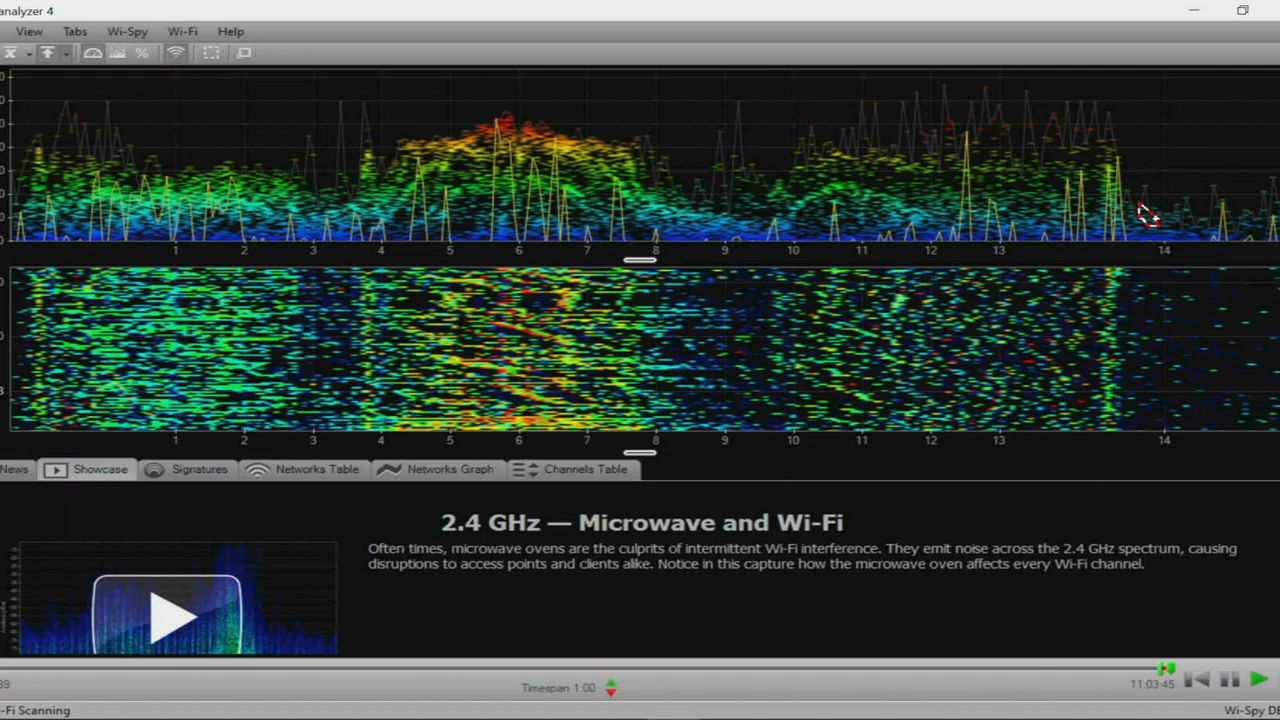 analyzer 4
View Tabs Wi-Spy Wi-Fi Help
1 2 3 4 5 6 7 8 9 10 11 12 13 14
1 2 3 4 5 6 7 8 9 10 11 12 13 14
News Showcase Signatures Networks Table Networks Graph Channels Table
2.4 GHz — Microwave and Wi-Fi
Often times, microwave ovens are the culprits of intermittent Wi-Fi interference. They emit noise across the 2.4 GHz spectrum, causing
disruptions to access points and clients alike. Notice in this capture how the microwave oven affects every Wi-Fi channel.
39 Timespan 1:00 11:03:45
-Fi Scanning Wi-Spy DB